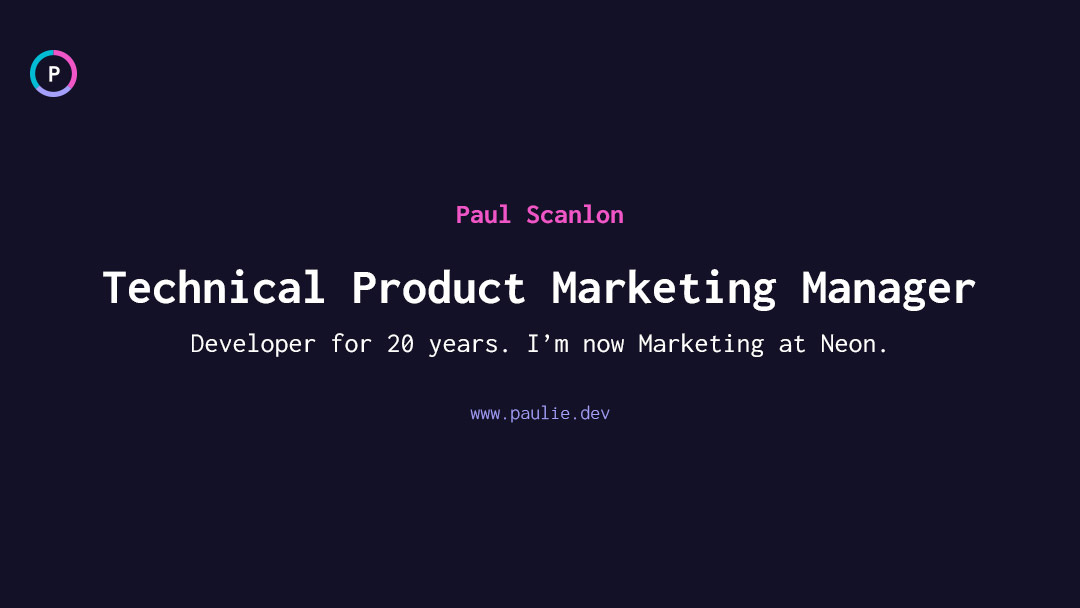 P
Paul Scanlon
Technical Product Marketing Manager
Developer for 20 years. I’m now Marketing at Neon.
www.paulie.dev